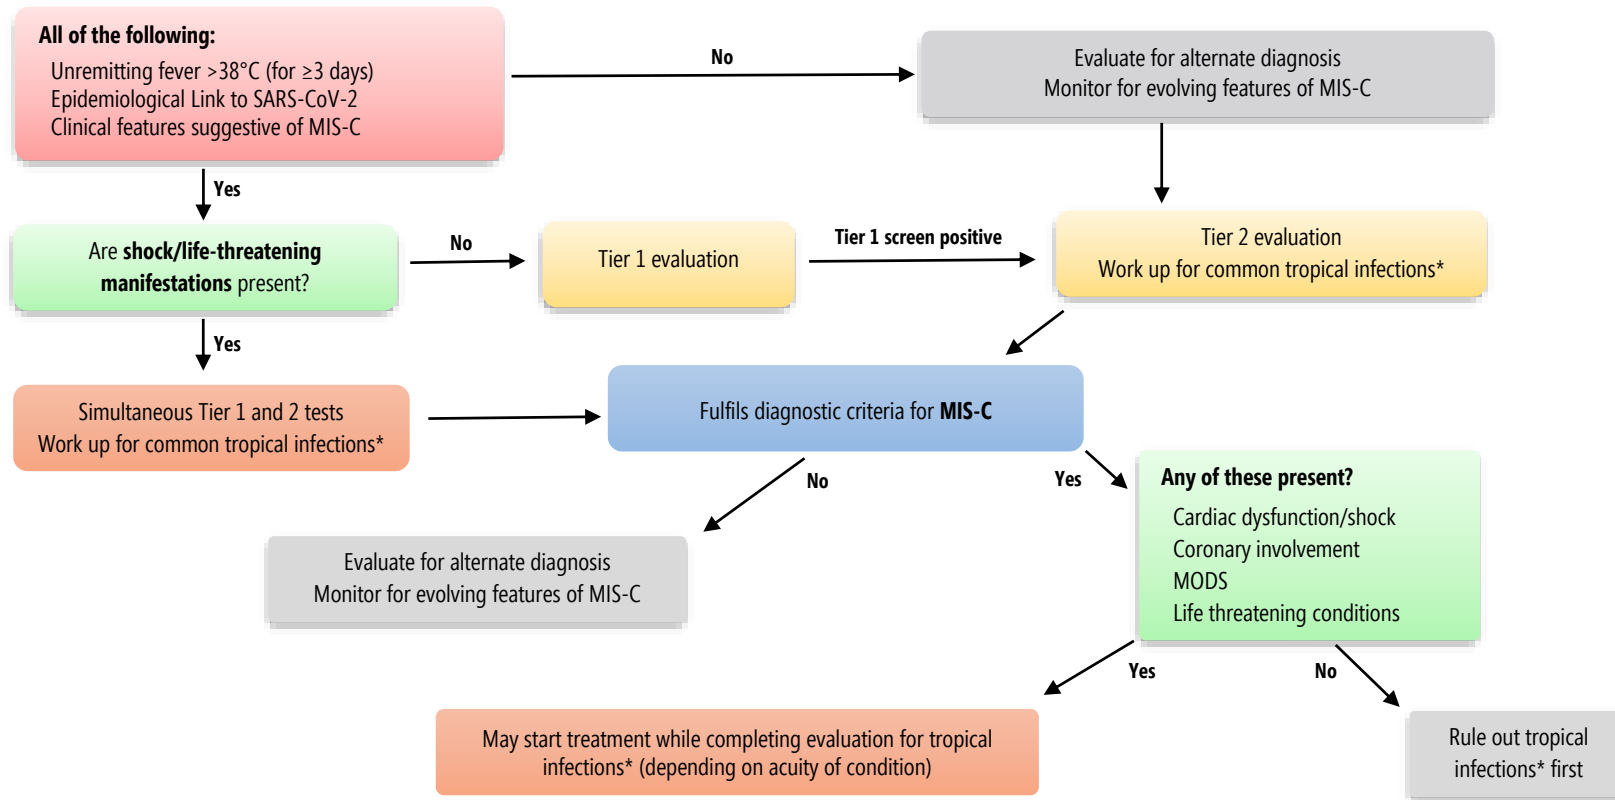 All of the following:
Unremitting fever >38°C (for ≥3 days)
Epidemiological Link to SARS-CoV-2
Clinical features suggestive of MIS-C
No
Evaluate for alternate diagnosis
Monitor for evolving features of MIS-C
Yes
Are shock/life-threatening
manifestations present?
No
Tier 1 evaluation
Tier 1 screen positive
Tier 2 evaluation
Work up for common tropical infections*
Yes
Simultaneous Tier 1 and 2 tests
Work up for common tropical infections*
Fulfils diagnostic criteria for MIS-C
No
Yes
Evaluate for alternate diagnosis
Monitor for evolving features of MIS-C
Any of these present?
Cardiac dysfunction/shock
Coronary involvement
MODS
Life threatening conditions
Yes
No
May start treatment while completing evaluation for tropical
infections* (depending on acuity of condition)
Rule out tropical
infections* first